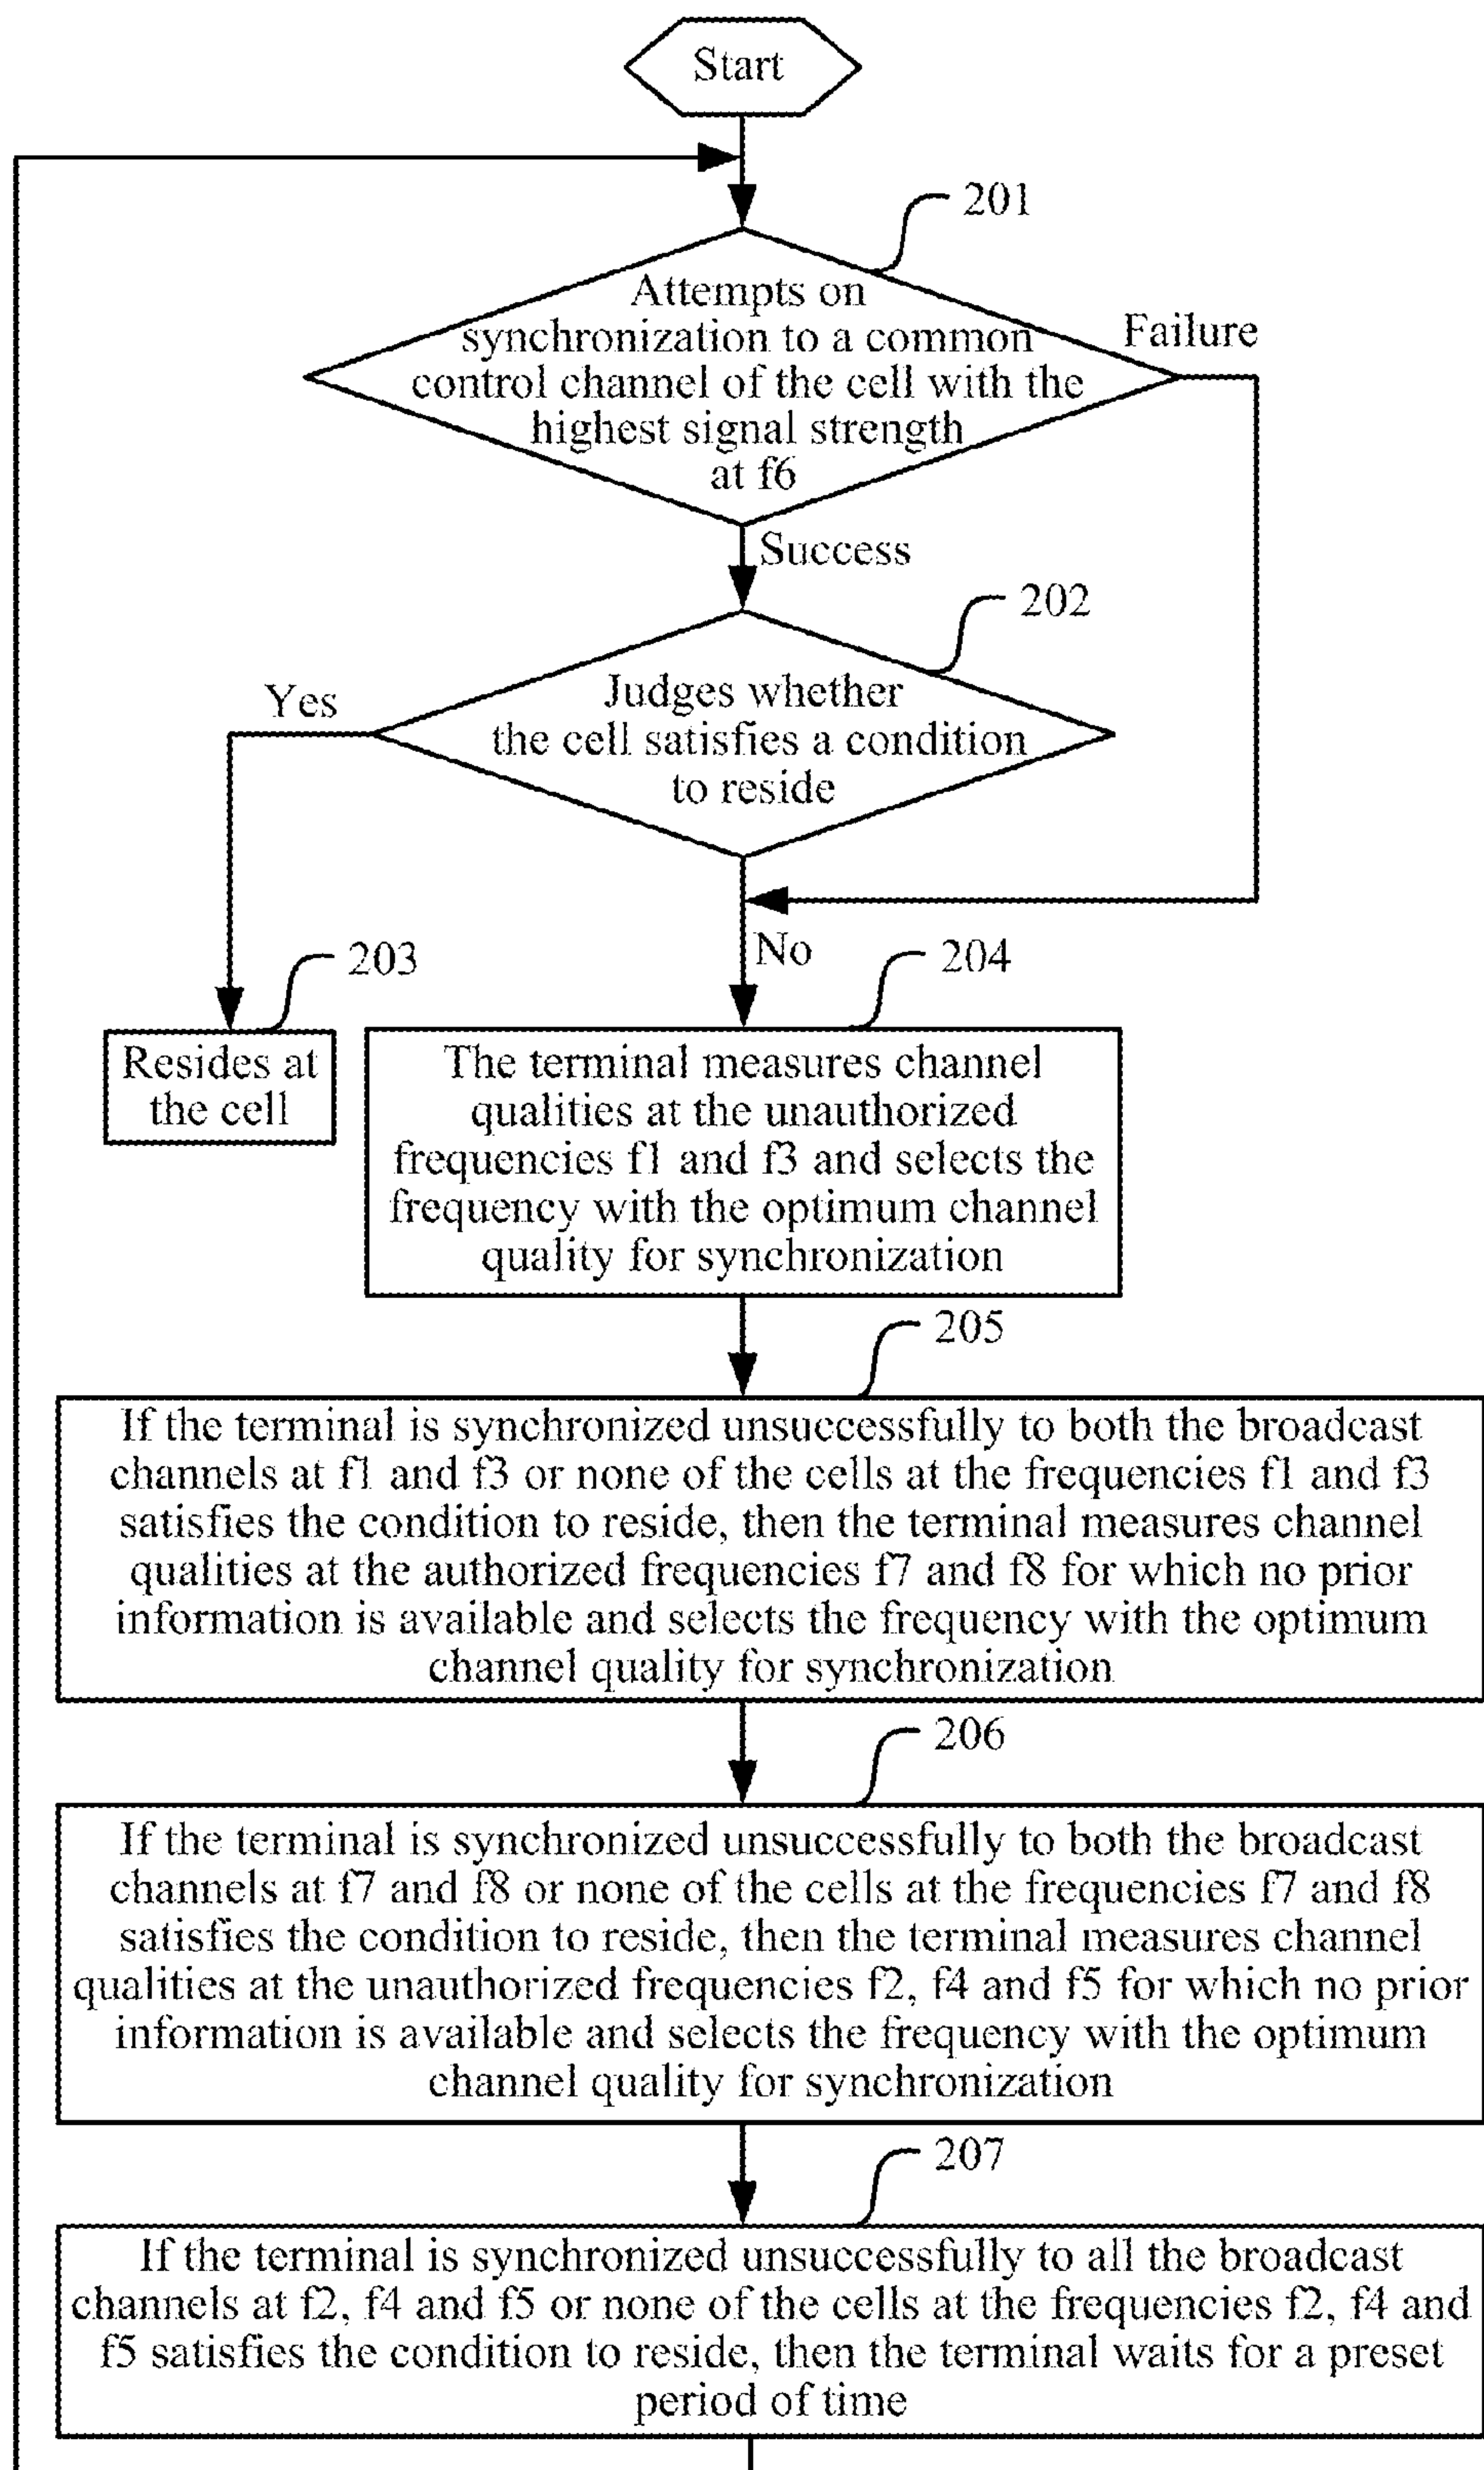 Start
201
Attempts on
synchronization to a common
control channel of the cell with the
highest signal strength
at f6
Failure
Success
202
Judges whether
the cell satisfies a condition
to reside
Yes
No
203
Resides at
the cell
204
The terminal measures channel
qualities at the unauthorized
frequencies f1 and f3 and selects the
frequency with the optimum channel
quality for synchronization
205
If the terminal is synchronized unsuccessfully to both the broadcast
channels at f1 and f3 or none of the cells at the frequencies f1 and f3
satisfies the condition to reside, then the terminal measures channel
qualities at the authorized frequencies f7 and f8 for which no prior
information is available and selects the frequency with the optimum
channel quality for synchronization
206
If the terminal is synchronized unsuccessfully to both the broadcast
channels at f7 and f8 or none of the cells at the frequencies f7 and f8
satisfies the condition to reside, then the terminal measures channel
qualities at the unauthorized frequencies f2, f4 and f5 for which no prior
information is available and selects the frequency with the optimum
channel quality for synchronization
207
If the terminal is synchronized unsuccessfully to all the broadcast
channels at f2, f4 and f5 or none of the cells at the frequencies f2, f4 and
f5 satisfies the condition to reside, then the terminal waits for a preset
period of time